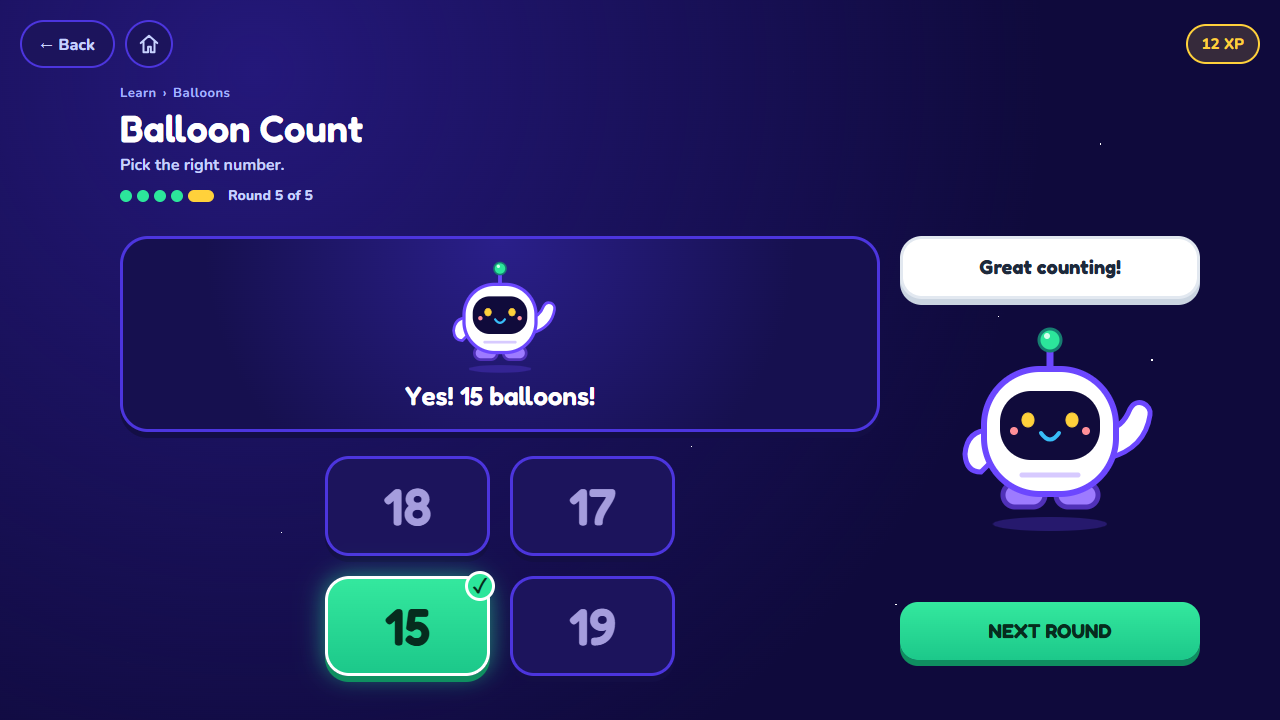 ← Back
12 XP
Learn › Balloons
Balloon Count
Pick the right number.
Round 5 of 5
Yes! 15 balloons!
Great counting!
18
17
15
19
NEXT ROUND